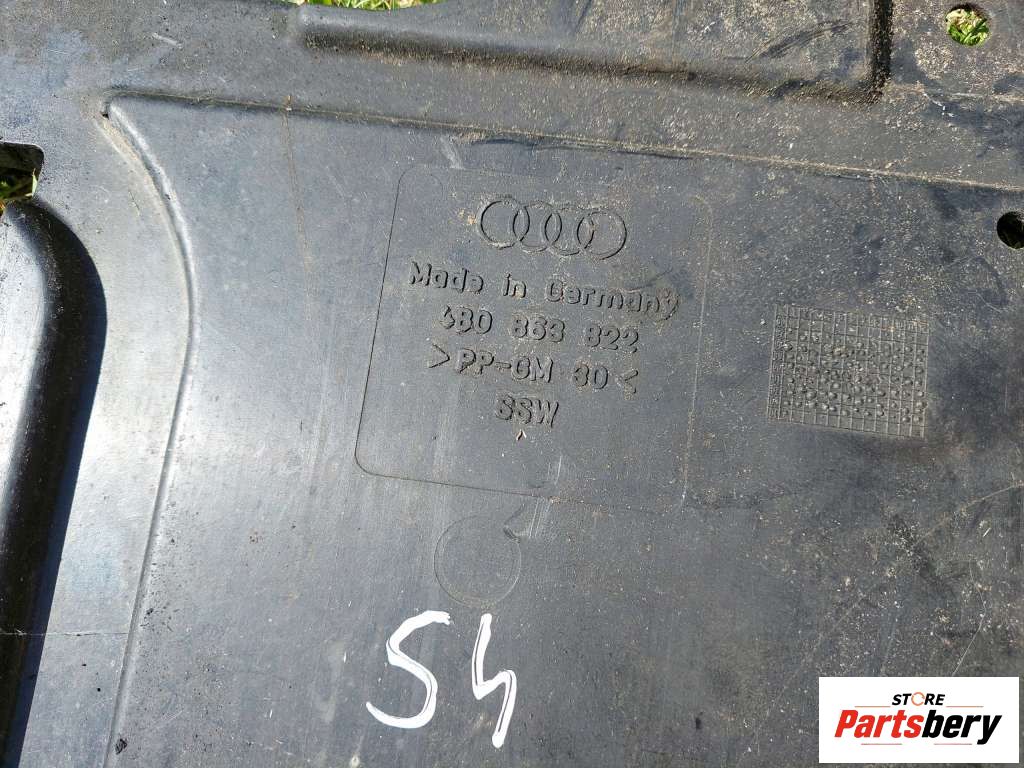 Made in Germany
4B0 863 822
>PP-GM 30<
SSW
S4
STORE
Partsbery